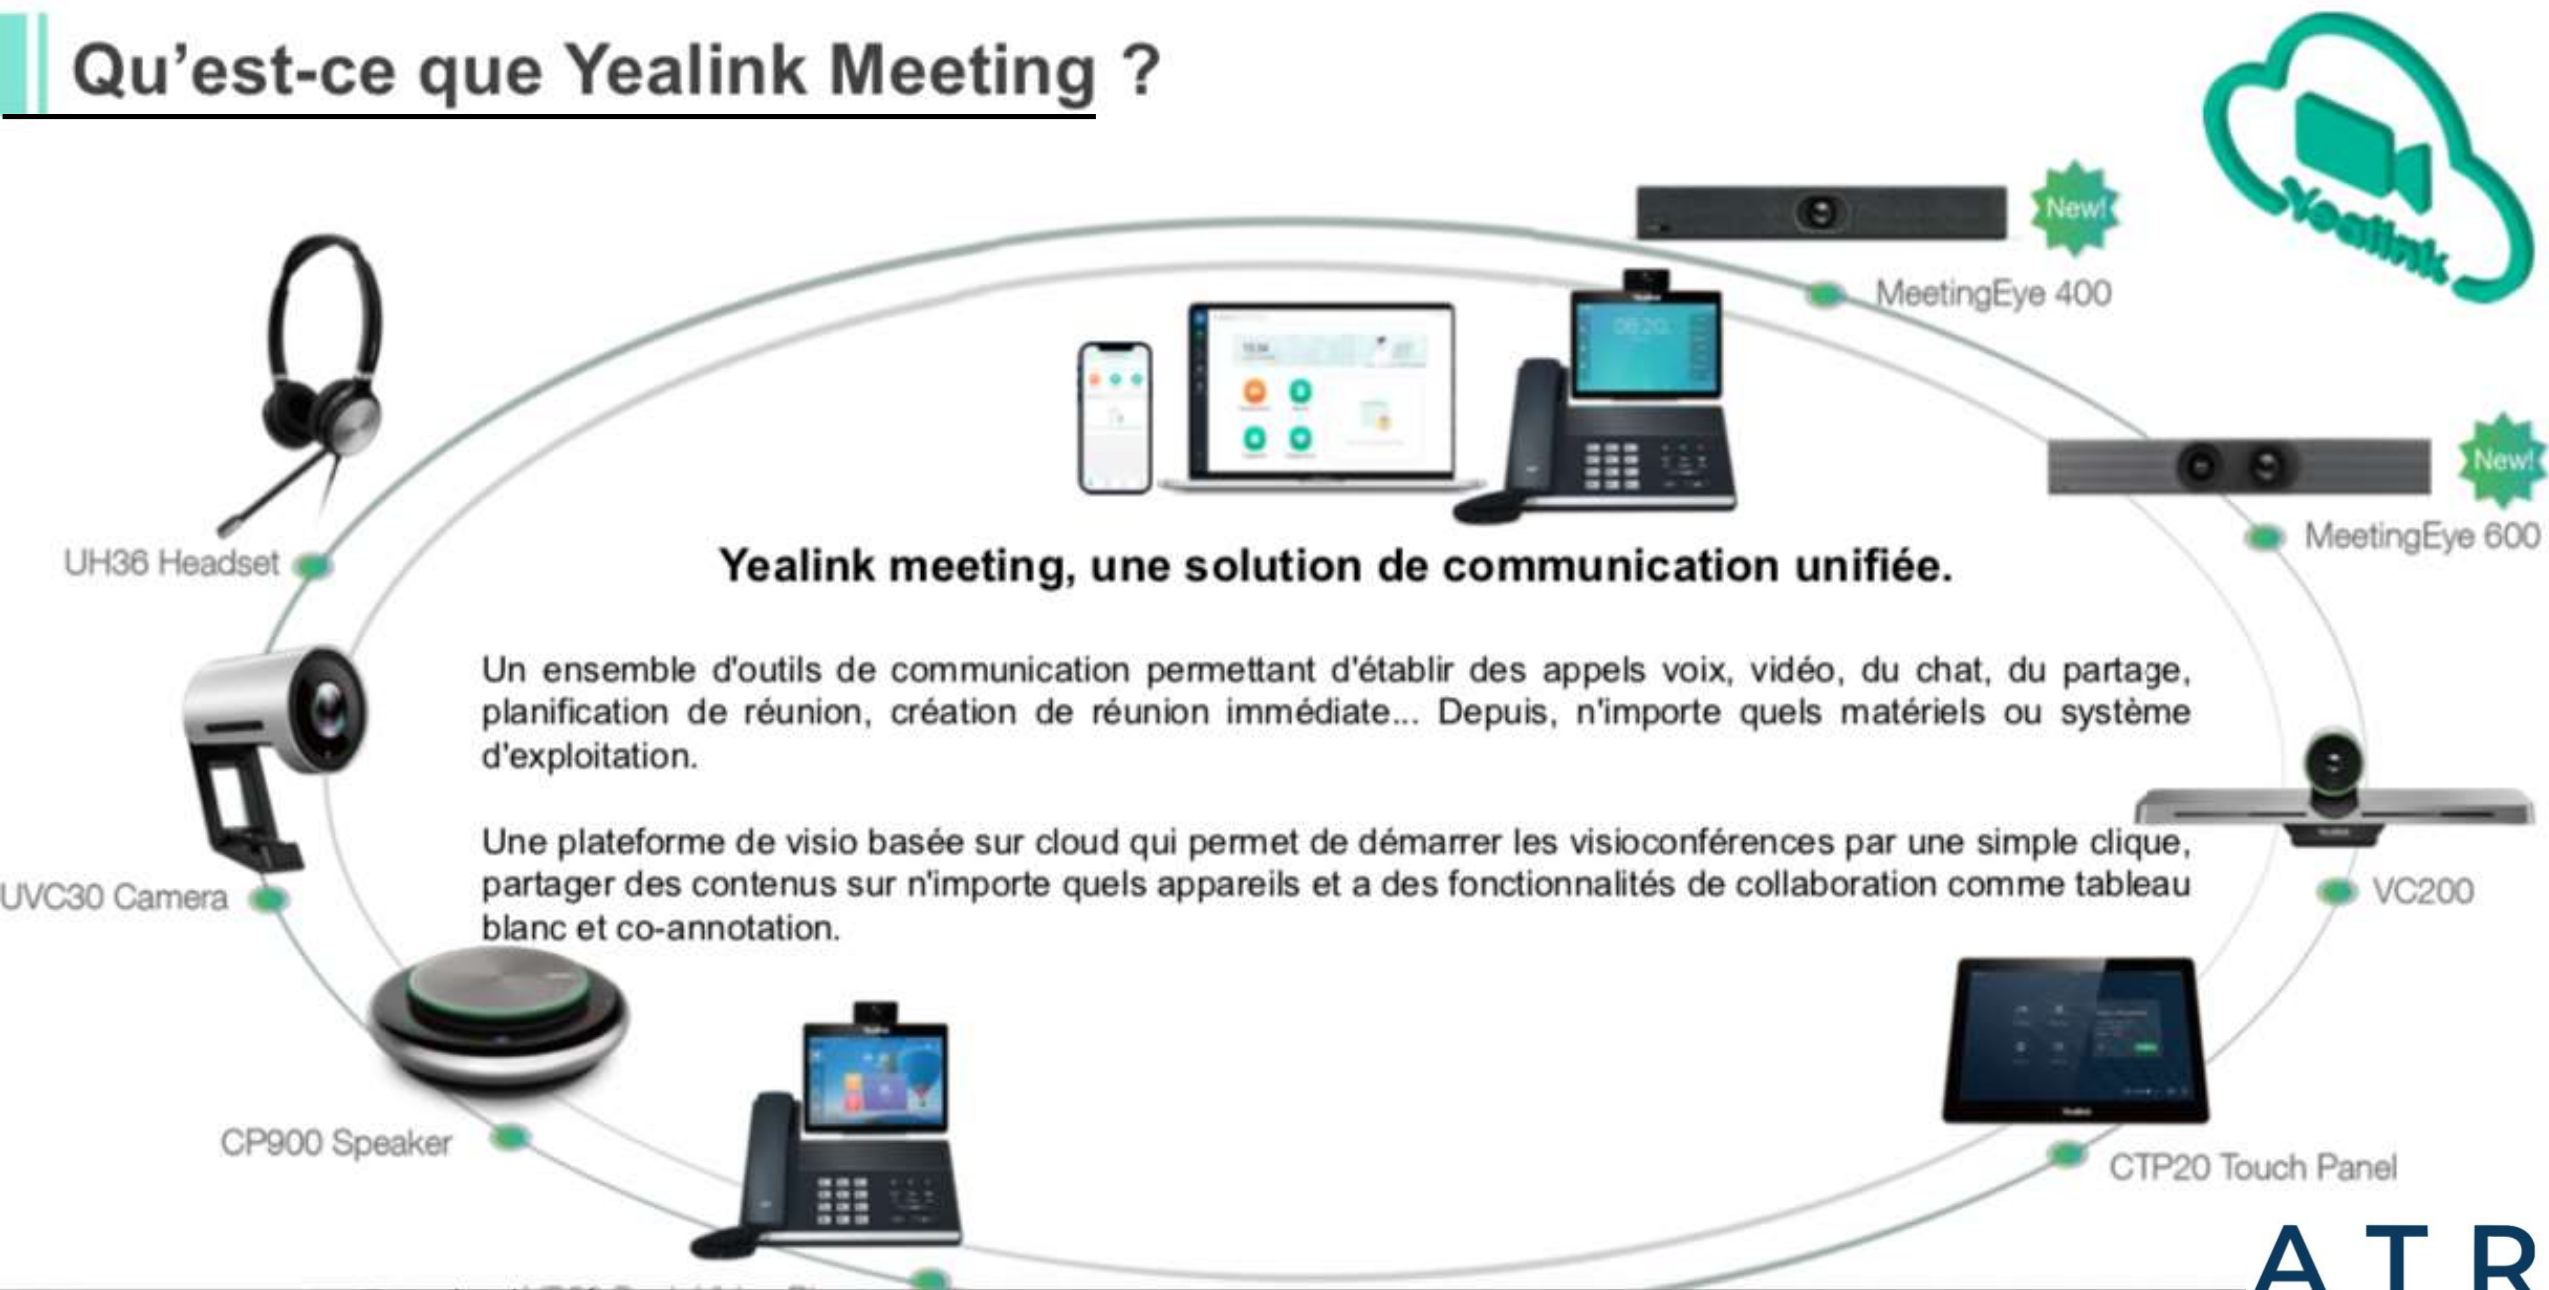 Qu'est-ce que Yealink Meeting ?
Yealink
New!
MeetingEye 400
08:20
New!
MeetingEye 600
UH36 Headset
Yealink meeting, une solution de communication unifiée.
Un ensemble d'outils de communication permettant d'établir des appels voix, vidéo, du chat, du partage,
planification de réunion, création de réunion immédiate... Depuis, n'importe quels matériels ou système
d'exploitation.
Une plateforme de visio basée sur cloud qui permet de démarrer les visioconférences par une simple clique,
partager des contenus sur n'importe quels appareils et a des fonctionnalités de collaboration comme tableau
blanc et co-annotation.
UVC30 Camera
VC200
CP900 Speaker
CTP20 Touch Panel
ATR